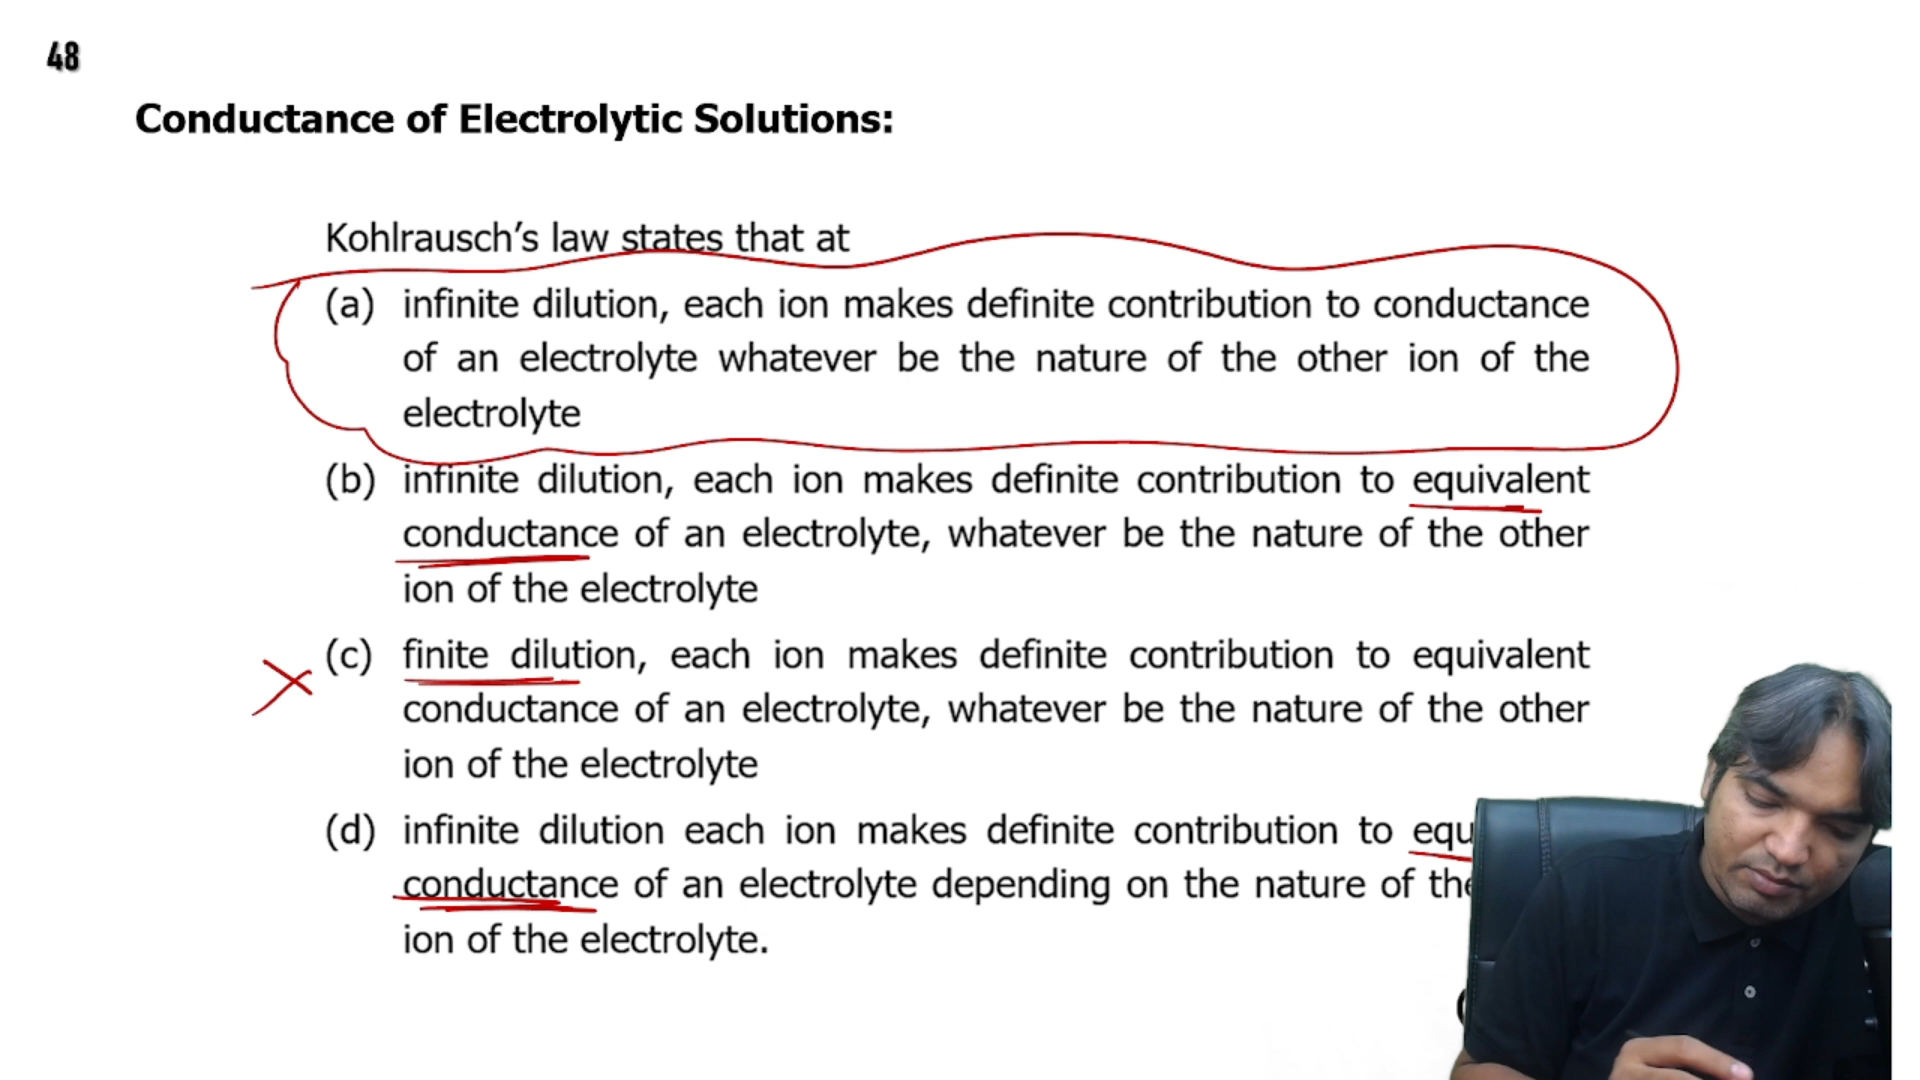 48
Conductance of Electrolytic Solutions:
Kohlrausch’s law states that at
(a) infinite dilution, each ion makes definite contribution to conductance
of an electrolyte whatever be the nature of the other ion of the
electrolyte
(b) infinite dilution, each ion makes definite contribution to equivalent
conductance of an electrolyte, whatever be the nature of the other
ion of the electrolyte
(c) finite dilution, each ion makes definite contribution to equivalent
conductance of an electrolyte, whatever be the nature of the other
ion of the electrolyte
(d) infinite dilution each ion makes definite contribution to
conductance of an electrolyte depending on the nature of the
ion of the electrolyte.